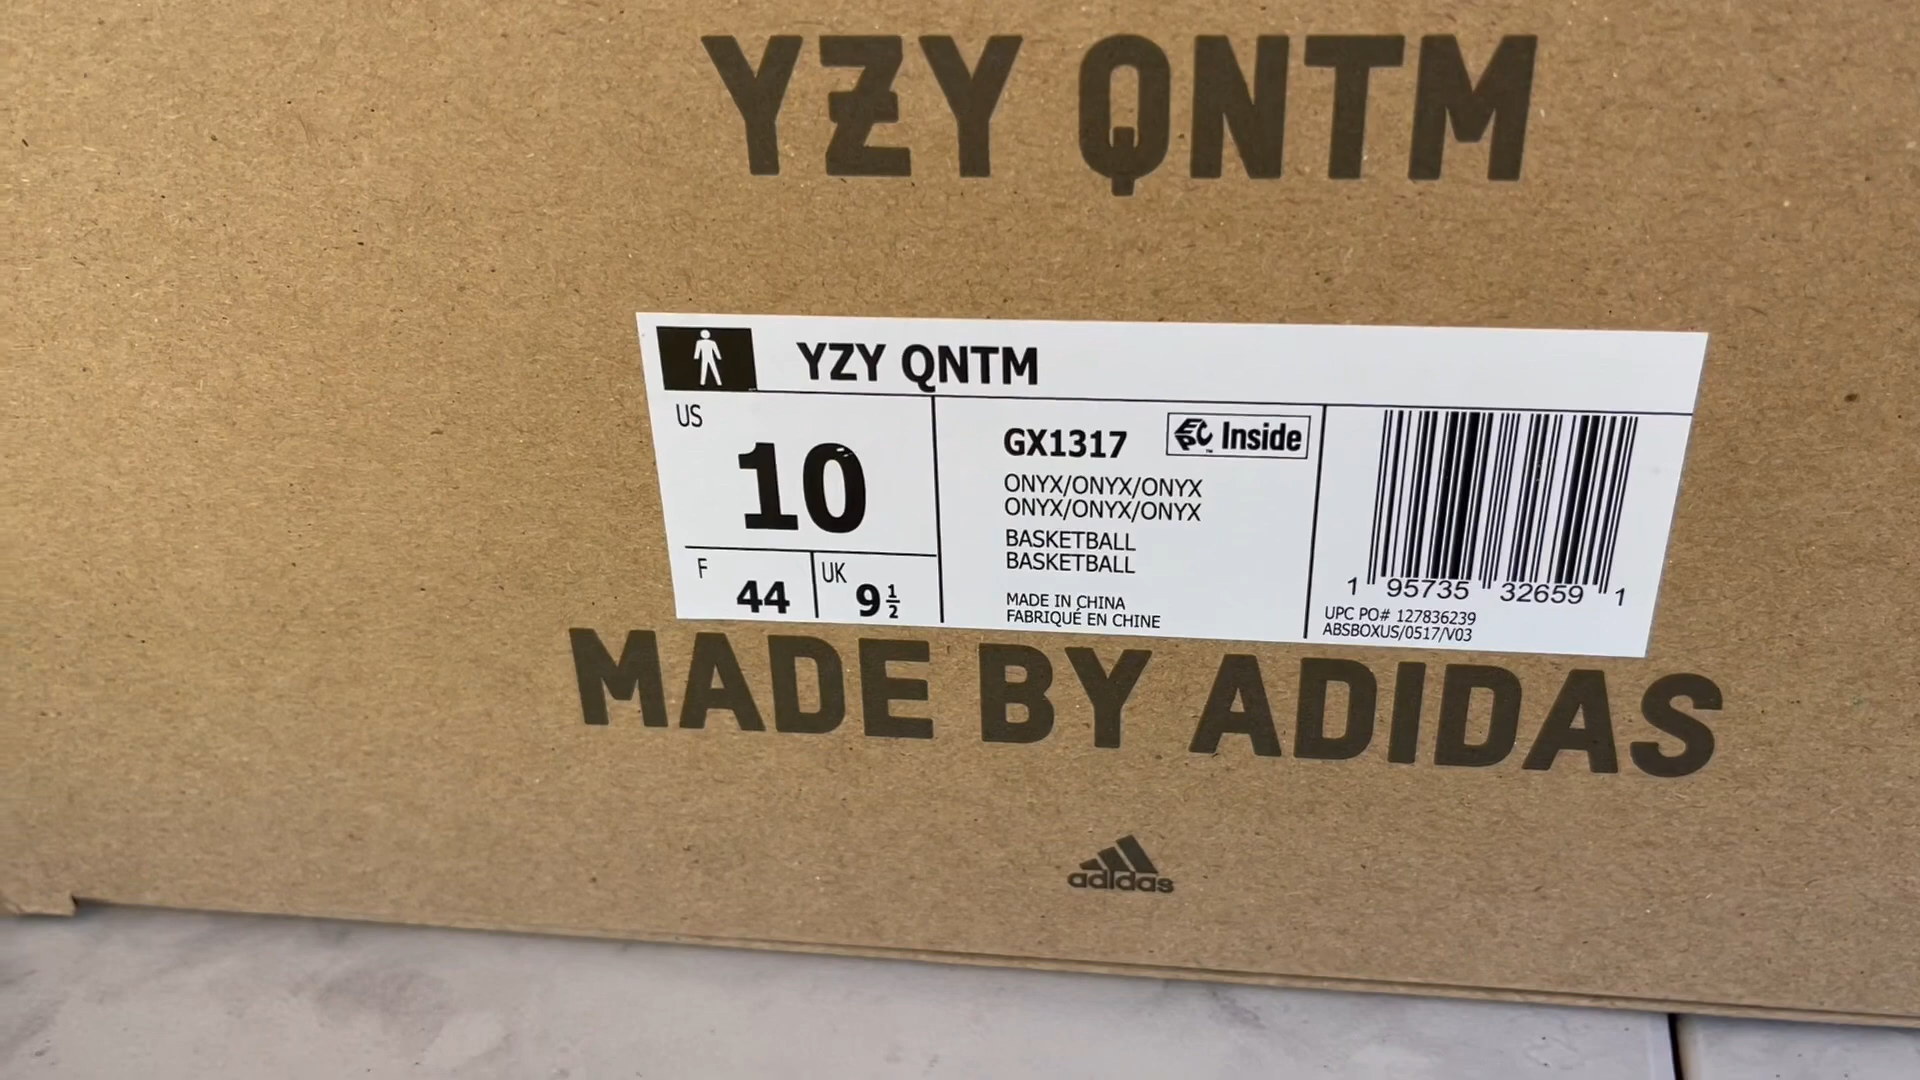 YZY QNTM
YZY QNTM
US
10
F 44
UK 9 1/2
GX1317
EPC Inside
ONYX/ONYX/ONYX
ONYX/ONYX/ONYX
BASKETBALL
BASKETBALL
MADE IN CHINA
FABRIQUÉ EN CHINE
1 95735 32659 1
UPC PO# 127836239
ABSBOXUS/0517/V03
MADE BY ADIDAS
adidas